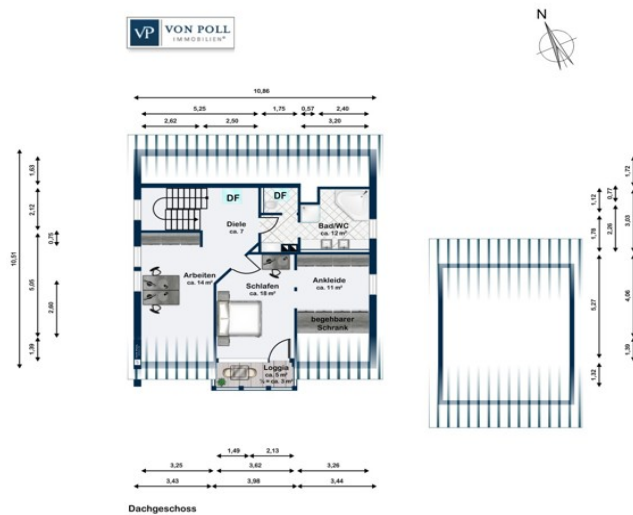 VP VON POLL
IMMOBILIEN®
N
10,86
5,25 1,75 0,57 2,40
2,62 2,50 3,20
10,51
1,63
2,12
0,75
5,05
2,60
1,39
DF
DF
Diele
ca. 7
Bad/WC
ca. 12 m²
Arbeiten
ca. 14 m²
Schlafen
ca. 18 m²
Ankleide
ca. 11 m²
begehbarer
Schrank
Loggia
ca. 5 m²
½ = ca. 3 m²
1,12
0,77
1,72
1,78
2,26
3,03
5,27
4,06
1,32
1,39
1,49 2,13
3,25 3,62 3,26
3,43 3,98 3,44
Dachgeschoss